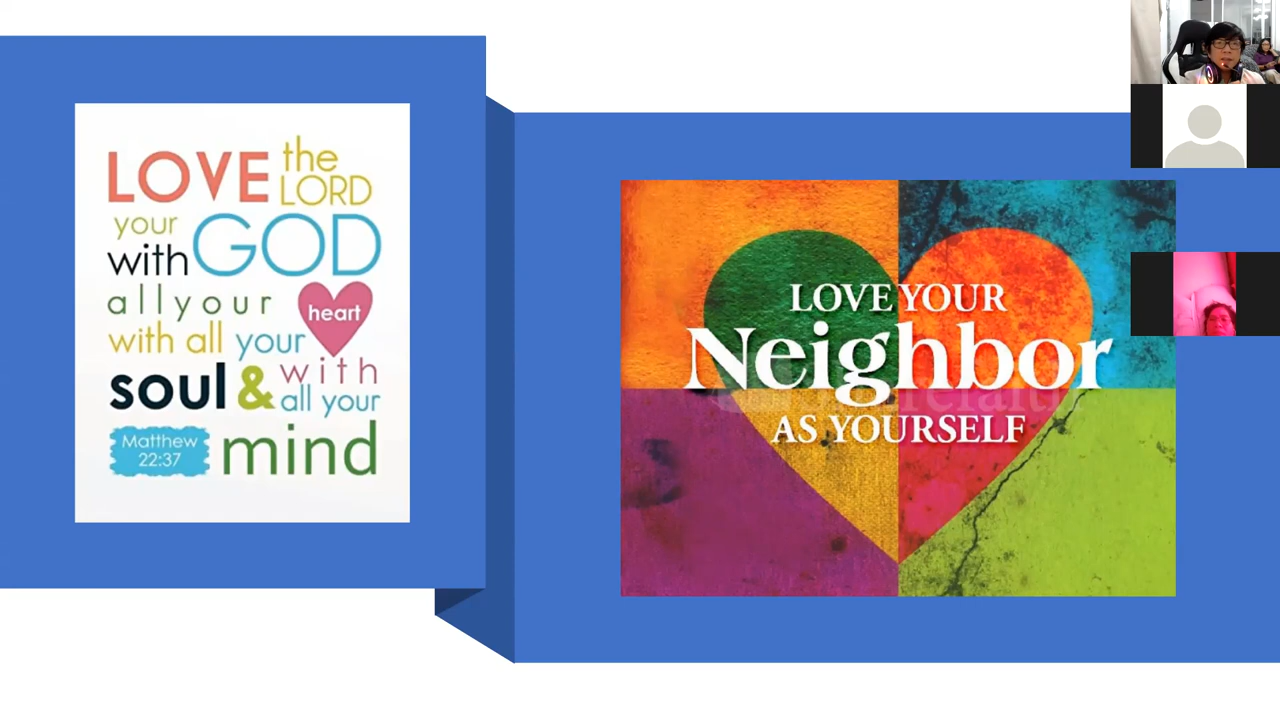 LOVE the LORD
your GOD
with
all your heart
with all your
soul & with all your
Matthew 22:37 mind
LOVE YOUR
Neighbor
AS YOURSELF